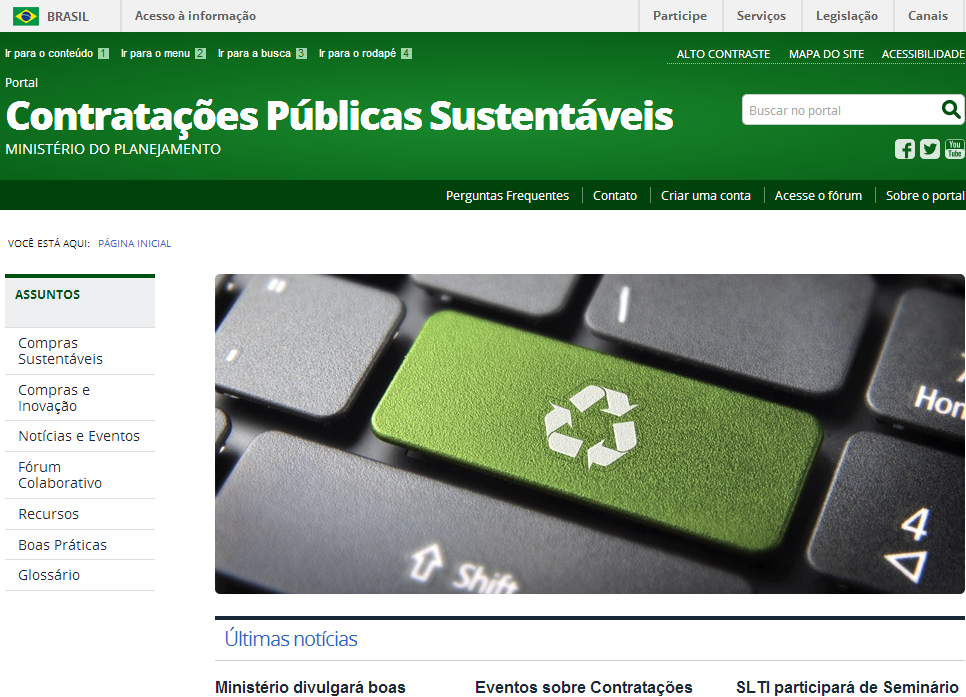 BRASIL
Acesso à informação
Participe
Serviços
Legislação
Canais
Ir para o conteúdo 1
Ir para o menu 2
Ir para a busca 3
Ir para o rodapé 4
ALTO CONTRASTE
MAPA DO SITE
ACESSIBILIDADE
Portal
Contratações Públicas Sustentáveis
MINISTÉRIO DO PLANEJAMENTO
Buscar no portal
You
Tube
Perguntas Frequentes
Contato
Criar uma conta
Acesse o fórum
Sobre o portal
VOCÊ ESTÁ AQUI: PÁGINA INICIAL
ASSUNTOS
Compras
Sustentáveis
Compras e
Inovação
Notícias e Eventos
Fórum
Colaborativo
Recursos
Boas Práticas
Glossário
"
|
Hom
4
Shift
Últimas notícias
Ministério divulgará boas
Eventos sobre Contratações
SLTI participará de Seminário